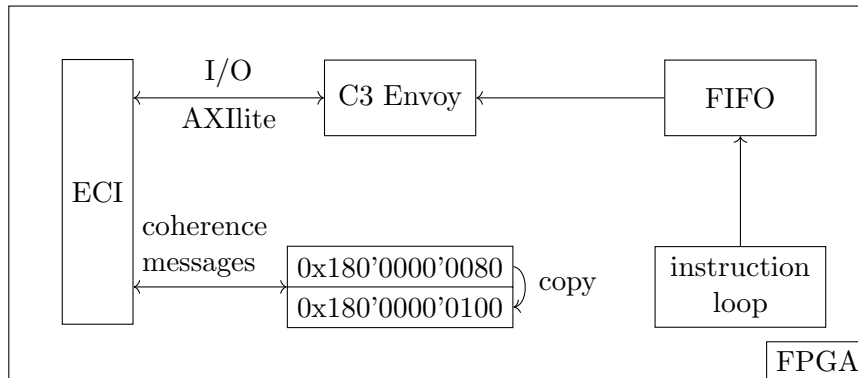 I/O
AXIlite
C3 Envoy
FIFO
ECI
coherence
messages
0x180'0000'0080
0x180'0000'0100
copy
instruction
loop
FPGA